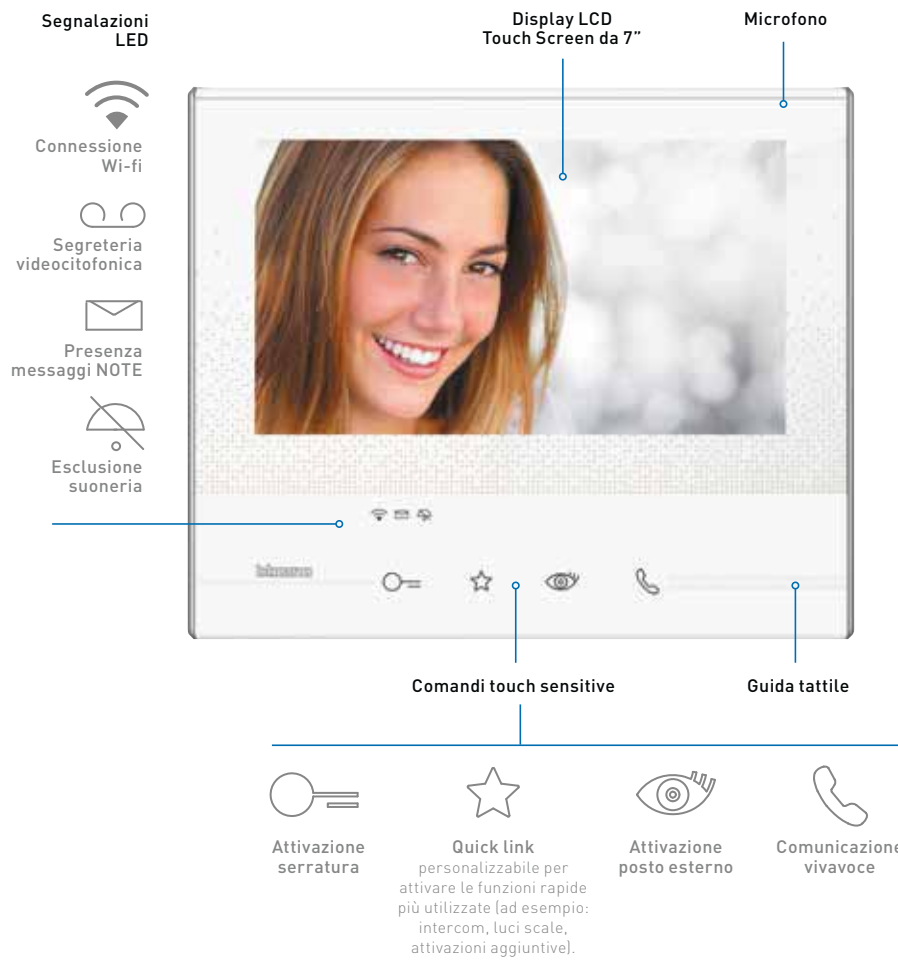 Segnalazioni
LED
Display LCD
Touch Screen da 7”
Microfono
Connessione
Wi-fi
Segreteria
videocitofonica
Presenza
messaggi NOTE
Esclusione
suoneria
bticino
Comandi touch sensitive
Guida tattile
Attivazione
serratura
Quick link
personalizzabile per
attivare le funzioni rapide
più utilizzate (ad esempio:
intercom, luci scale,
attivazioni aggiuntive).
Attivazione
posto esterno
Comunicazione
vivavoce